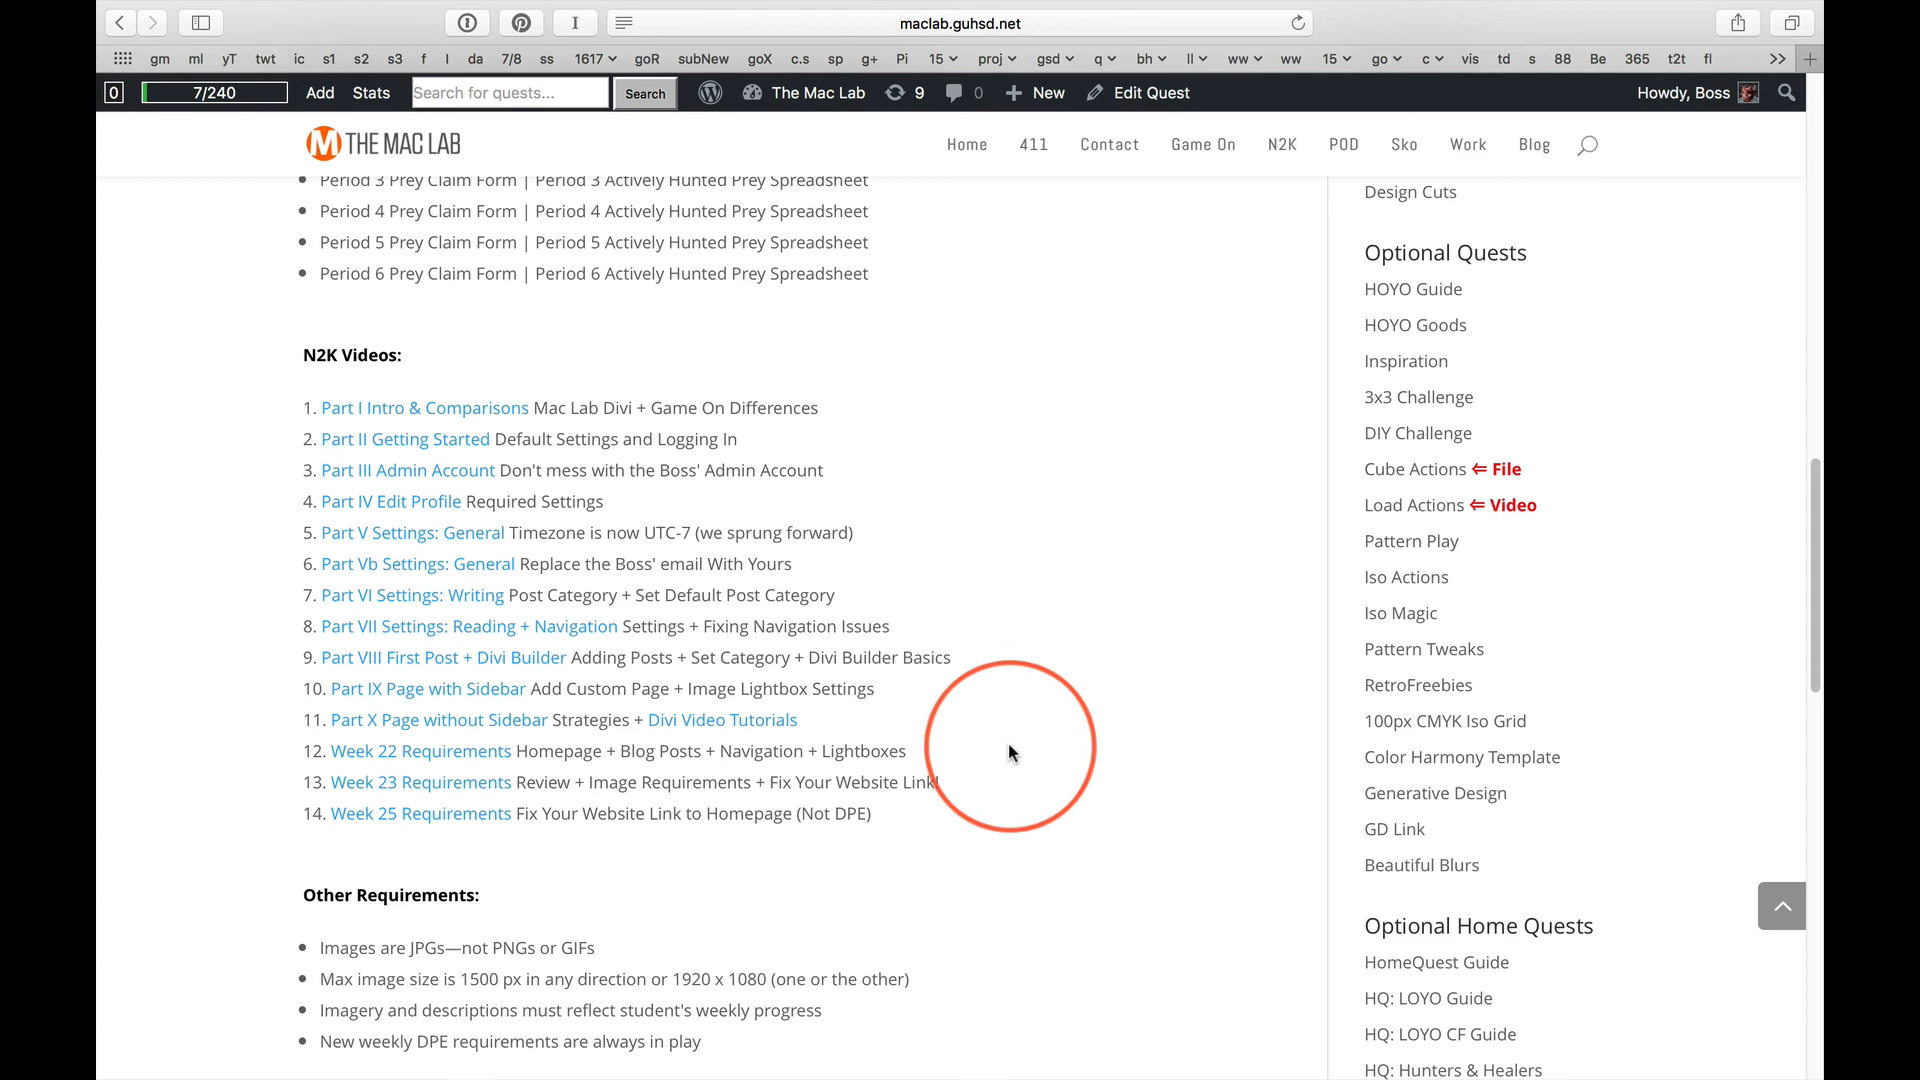 maclab.guhsd.net
gm ml yT twt ic s1 s2 s3 f I da 7/8 ss 1617 goR subNew goX c.s sp g+ Pi 15 proj gsd q bh ll ww ww 15 go c vis td s 88 Be 365 t2t fl
0 7/240 Add Stats Search for quests... Search The Mac Lab 9 0 New Edit Quest Howdy, Boss
M THE MAC LAB
Home 411 Contact Game On N2K POD Sko Work Blog
Period 3 Prey Claim Form | Period 3 Actively Hunted Prey Spreadsheet
Period 4 Prey Claim Form | Period 4 Actively Hunted Prey Spreadsheet
Period 5 Prey Claim Form | Period 5 Actively Hunted Prey Spreadsheet
Period 6 Prey Claim Form | Period 6 Actively Hunted Prey Spreadsheet
N2K Videos:
1. Part I Intro & Comparisons Mac Lab Divi + Game On Differences
2. Part II Getting Started Default Settings and Logging In
3. Part III Admin Account Don't mess with the Boss' Admin Account
4. Part IV Edit Profile Required Settings
5. Part V Settings: General Timezone is now UTC-7 (we sprung forward)
6. Part Vb Settings: General Replace the Boss' email With Yours
7. Part VI Settings: Writing Post Category + Set Default Post Category
8. Part VII Settings: Reading + Navigation Settings + Fixing Navigation Issues
9. Part VIII First Post + Divi Builder Adding Posts + Set Category + Divi Builder Basics
10. Part IX Page with Sidebar Add Custom Page + Image Lightbox Settings
11. Part X Page without Sidebar Strategies + Divi Video Tutorials
12. Week 22 Requirements Homepage + Blog Posts + Navigation + Lightboxes
13. Week 23 Requirements Review + Image Requirements + Fix Your Website Link!
14. Week 25 Requirements Fix Your Website Link to Homepage (Not DPE)
Other Requirements:
Images are JPGs—not PNGs or GIFs
Max image size is 1500 px in any direction or 1920 x 1080 (one or the other)
Imagery and descriptions must reflect student's weekly progress
New weekly DPE requirements are always in play
Design Cuts
Optional Quests
HOYO Guide
HOYO Goods
Inspiration
3x3 Challenge
DIY Challenge
Cube Actions ⇐ File
Load Actions ⇐ Video
Pattern Play
Iso Actions
Iso Magic
Pattern Tweaks
RetroFreebies
100px CMYK Iso Grid
Color Harmony Template
Generative Design
GD Link
Beautiful Blurs
Optional Home Quests
HomeQuest Guide
HQ: LOYO Guide
HQ: LOYO CF Guide
HQ: Hunters & Healers